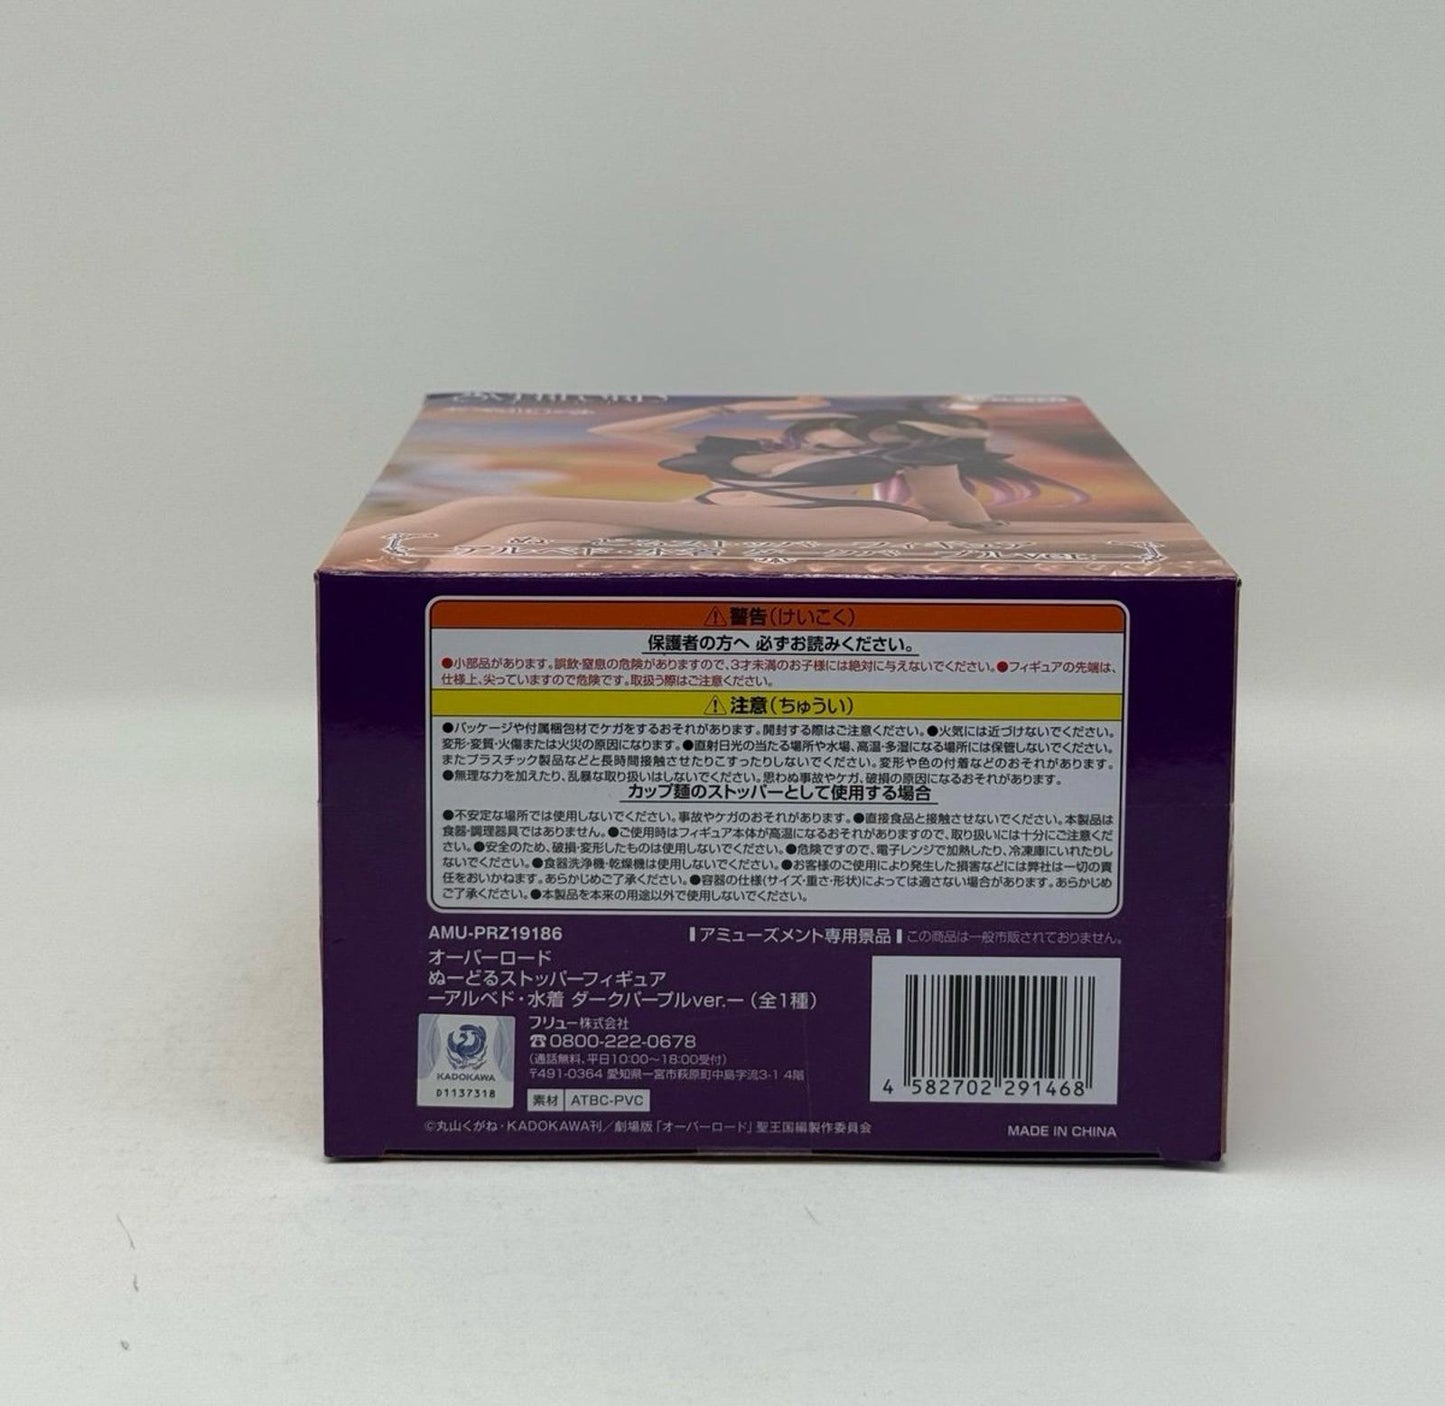 OVERLORD
ぬーどるストッパーフィギュア
アルベド・水着 ダークパープルver.
⚠警告(けいこく)
保護者の方へ 必ずお読みください。
●小部品があります。誤飲・窒息の危険がありますので、3才未満のお子様には絶対に与えないでください。●フィギュアの先端は、
仕様上、尖っていますので危険です。取扱う際はご注意ください。
⚠注意(ちゅうい)
●パッケージや付属梱包材でケガをするおそれがあります。開封する際はご注意ください。●火気には近づけないでください。
変形・変質・火傷または火災の原因になります。●直射日光の当たる場所や水場、高温・多湿になる場所には保管しないでください。
またプラスチック製品などと長時間接触させたりこすったりしないでください。変形や色の付着などのおそれがあります。
●無理な力を加えたり、乱暴な取り扱いはしないでください。思わぬ事故やケガ、破損の原因になるおそれがあります。
カップ麺のストッパーとして使用する場合
●不安定な場所では使用しないでください。事故やケガのおそれがあります。●直接食品と接触させないでください。本製品は
食器・調理器具ではありません。●ご使用時はフィギュア本体が高温になるおそれがありますので、取り扱いには十分にご注意くだ
さい。●安全のため、破損・変形したものは使用しないでください。●危険ですので、電子レンジで加熱したり、冷凍庫にいれたりし
ないでください。●食器洗浄機・乾燥機は使用しないでください。●お客様のご使用により発生した損害などには弊社は一切の責
任をおいかねます。あらかじめご了承ください。●容器の仕様(サイズ・重さ・形状)によっては適さない場合があります。あらかじめ
ご了承ください。●本製品を本来の用途以外で使用しないでください。
AMU-PRZ19186
アミューズメント専用景品 この商品は一般市販されておりません。
オーバーロード
ぬーどるストッパーフィギュア
ーアルベド・水着 ダークパープルver.ー(全1種)
フリュー株式会社
☎0800-222-0678
(通話無料、平日10:00〜18:00受付)
〒491-0364 愛知県一宮市萩原町中島字流3-1 4階
KADOKAWA
D1137318
素材 ATBC-PVC
4 582702 291468
©丸山くがね・KADOKAWA刊/劇場版「オーバーロード」聖王国編製作委員会
MADE IN CHINA